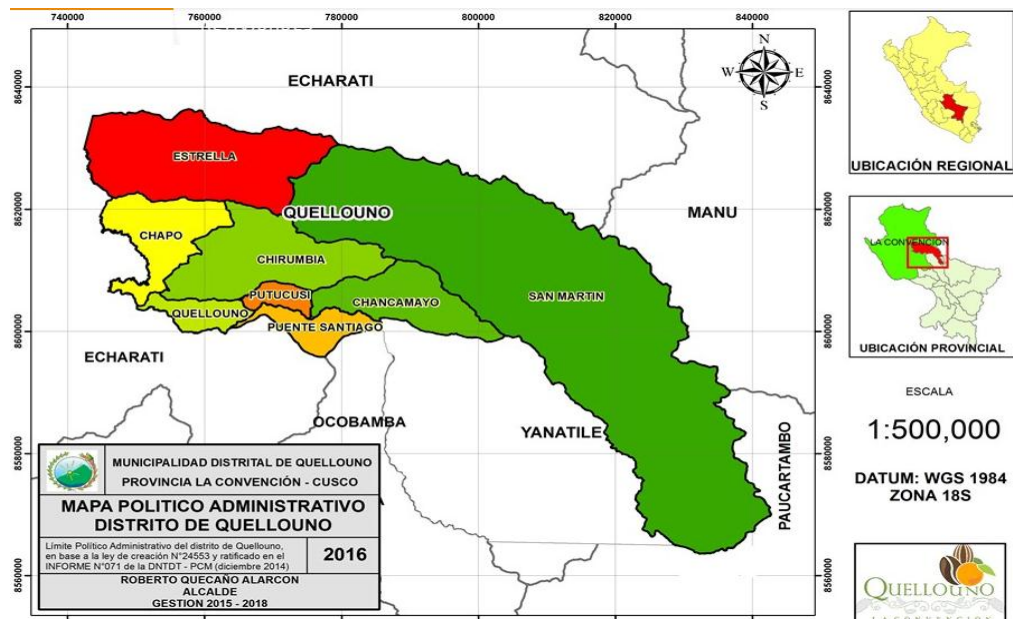 740000
760000
780000
800000
820000
840000
8640000
8620000
8600000
8580000
8560000
8640000
8620000
8600000
8580000
8560000
N
W E
S
ECHARATI
ESTRELLA
QUELLOUNO
MANU
CHAPO
CHIRUMBIA
PUTUCUSI
CHANCAMAYO
SAN MARTIN
QUELLOUNO
PUENTE SANTIAGO
ECHARATI
OCOBAMBA
YANATILE
PAUCARTAMBO
MUNICIPALIDAD DISTRITAL DE QUELLOUNO
PROVINCIA LA CONVENCIÓN - CUSCO
MAPA POLITICO ADMINISTRATIVO
DISTRITO DE QUELLOUNO
Límite Político Administrativo del distrito de Quellouno,
en base a la ley de creación N°24553 y ratificado en el
INFORME N°071 de la DNTDT - PCM (diciembre 2014)
2016
ROBERTO QUECAÑO ALARCON
ALCALDE
GESTION 2015 - 2018
UBICACIÓN REGIONAL
LA CONVENCIÓN
UBICACIÓN PROVINCIAL
ESCALA
1:500,000
DATUM: WGS 1984
ZONA 18S
QUELLOUNO
LA CONVENCION